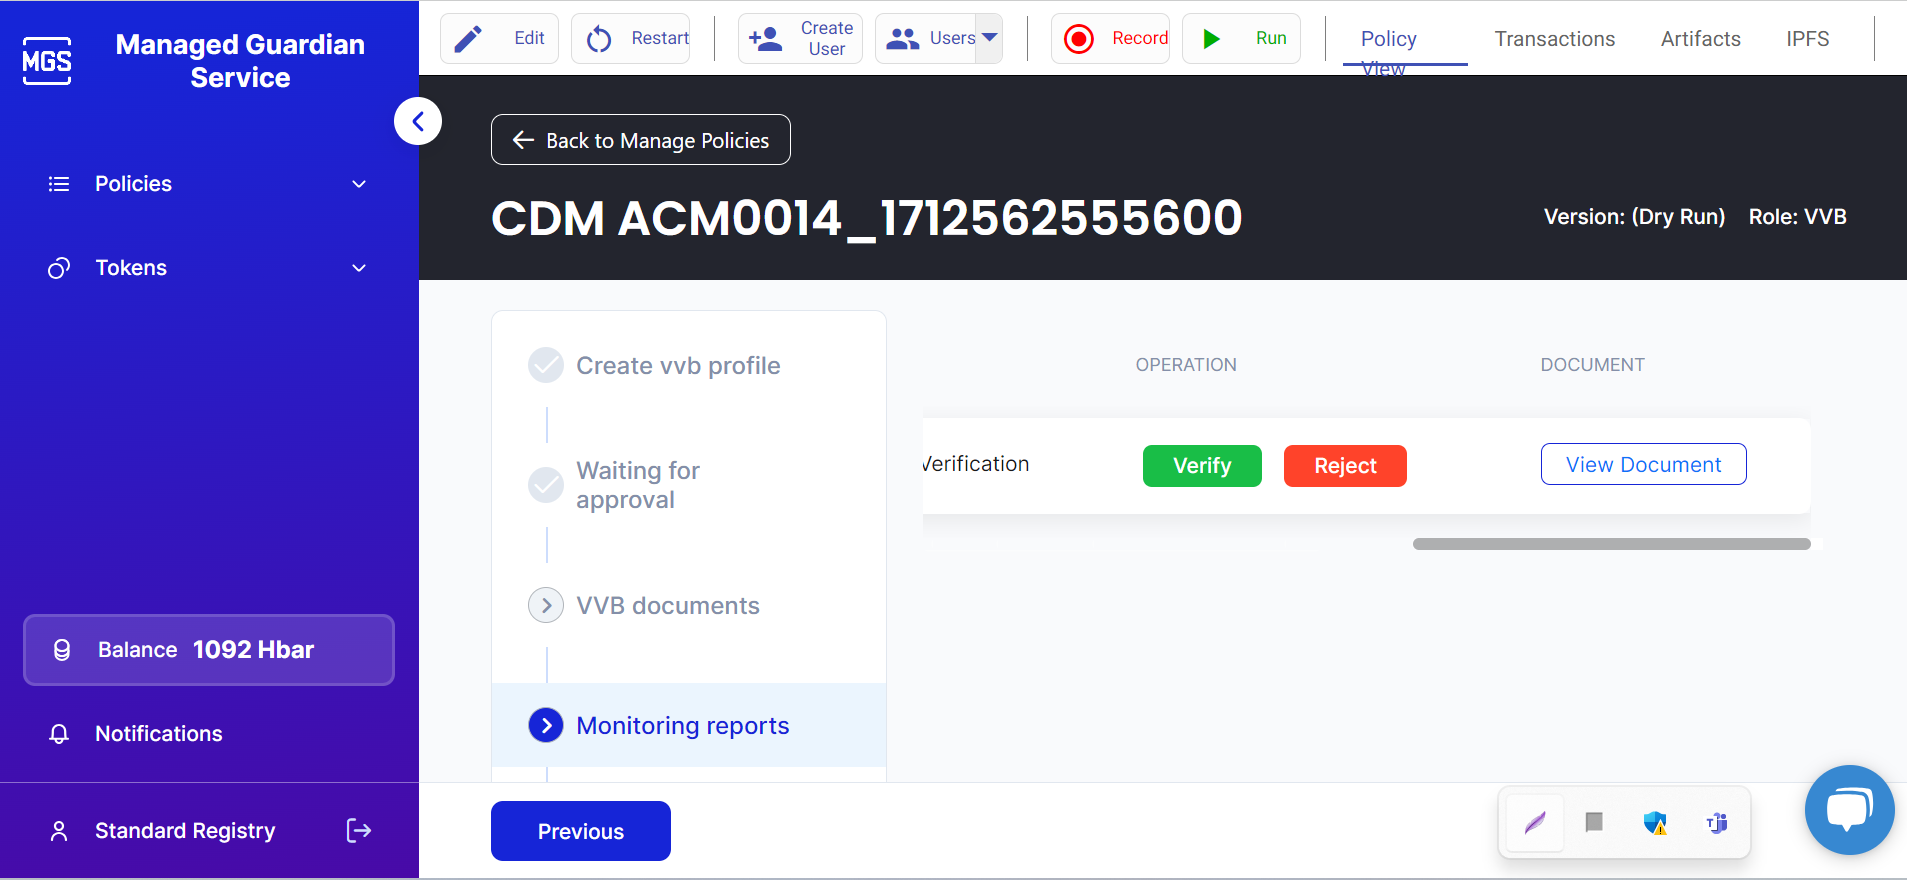 MGS
Managed Guardian
Service
Policies
Tokens
Balance 1092 Hbar
Notifications
Standard Registry
Edit
Restart
Create
User
Users
Record
Run
Policy
View
Transactions
Artifacts
IPFS
Back to Manage Policies
CDM ACM0014_1712562555600
Version: (Dry Run) Role: VVB
Create vvb profile
Waiting for
approval
VVB documents
Monitoring reports
OPERATION
DOCUMENT
Verification
Verify
Reject
View Document
Previous